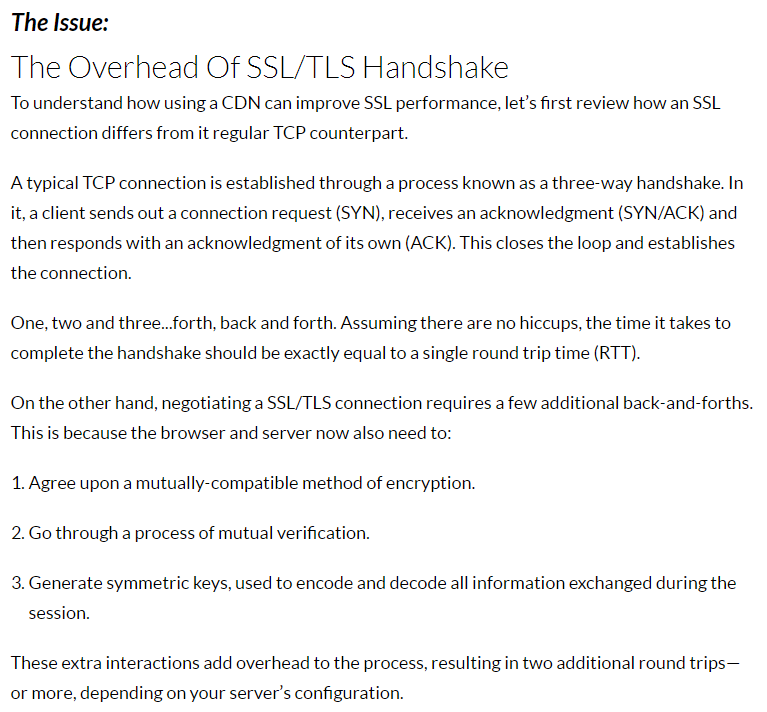 The Issue:
The Overhead Of SSL/TLS Handshake
To understand how using a CDN can improve SSL performance, let’s first review how an SSL
connection differs from it regular TCP counterpart.
A typical TCP connection is established through a process known as a three-way handshake. In
it, a client sends out a connection request (SYN), receives an acknowledgment (SYN/ACK) and
then responds with an acknowledgment of its own (ACK). This closes the loop and establishes
the connection.
One, two and three...forth, back and forth. Assuming there are no hiccups, the time it takes to
complete the handshake should be exactly equal to a single round trip time (RTT).
On the other hand, negotiating a SSL/TLS connection requires a few additional back-and-forths.
This is because the browser and server now also need to:
1. Agree upon a mutually-compatible method of encryption.
2. Go through a process of mutual verification.
3. Generate symmetric keys, used to encode and decode all information exchanged during the
session.
These extra interactions add overhead to the process, resulting in two additional round trips—
or more, depending on your server’s configuration.